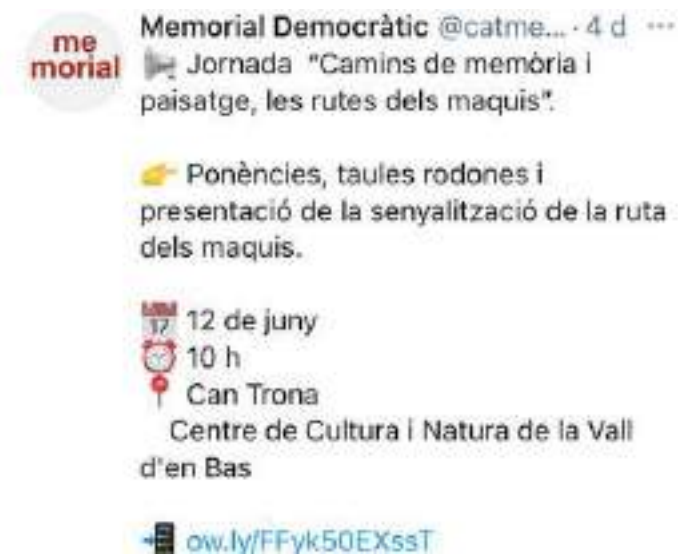 me
morial
Memorial Democràtic @catme... · 4 d ···
Jornada "Camins de memòria i
paisatge, les rutes dels maquis".
Ponències, taules rodones i
presentació de la senyalització de la ruta
dels maquis.
17 12 de juny
10 h
Can Trona
Centre de Cultura i Natura de la Vall
d'en Bas
ow.ly/FFyk50EXssT